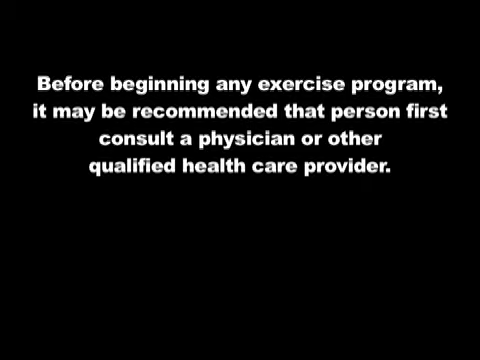 Before beginning any exercise program,
it may be recommended that person first
consult a physician or other
qualified health care provider.